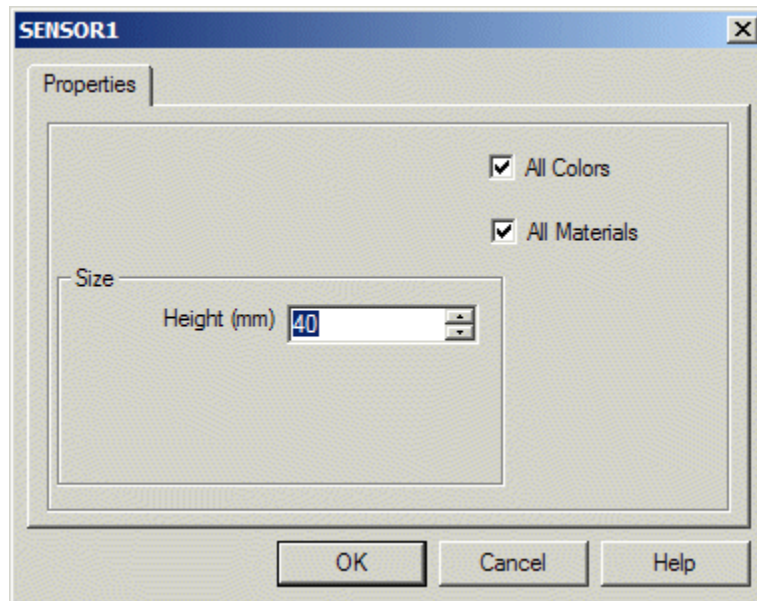 SENSOR1
Properties
All Colors
All Materials
Size
Height (mm) 40
OK Cancel Help